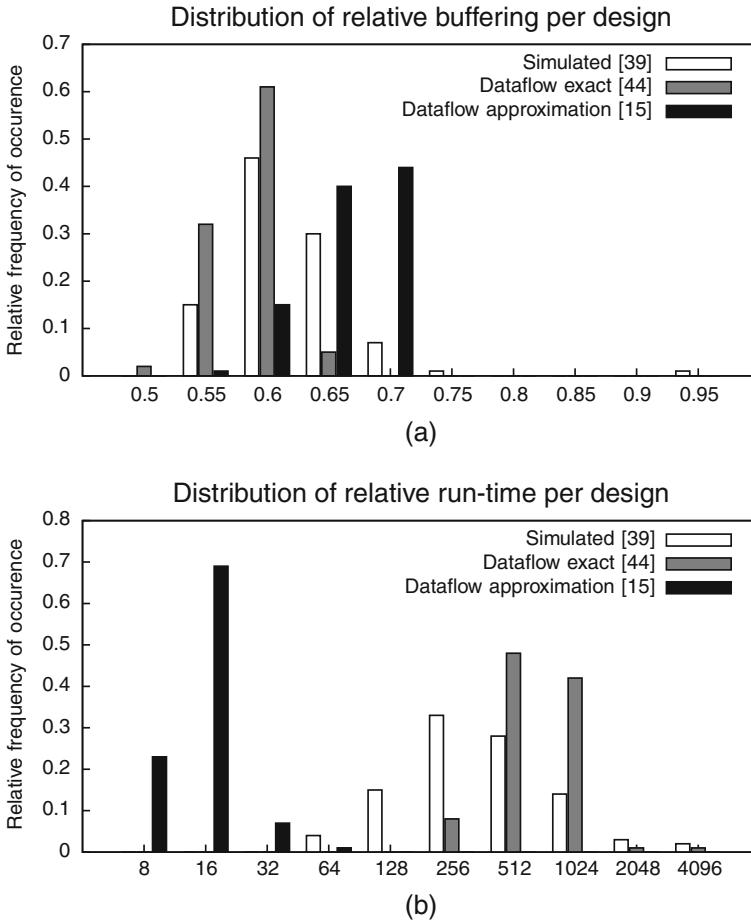 Distribution of relative buffering per design
Relative frequency of occurence
0.7
0.6
0.5
0.4
0.3
0.2
0.1
0
Simulated [39]
Dataflow exact [44]
Dataflow approximation [15]
0.5 0.55 0.6 0.65 0.7 0.75 0.8 0.85 0.9 0.95
(a)
Distribution of relative run-time per design
Relative frequency of occurence
0.8
0.7
0.6
0.5
0.4
0.3
0.2
0.1
0
Simulated [39]
Dataflow exact [44]
Dataflow approximation [15]
8 16 32 64 128 256 512 1024 2048 4096
(b)